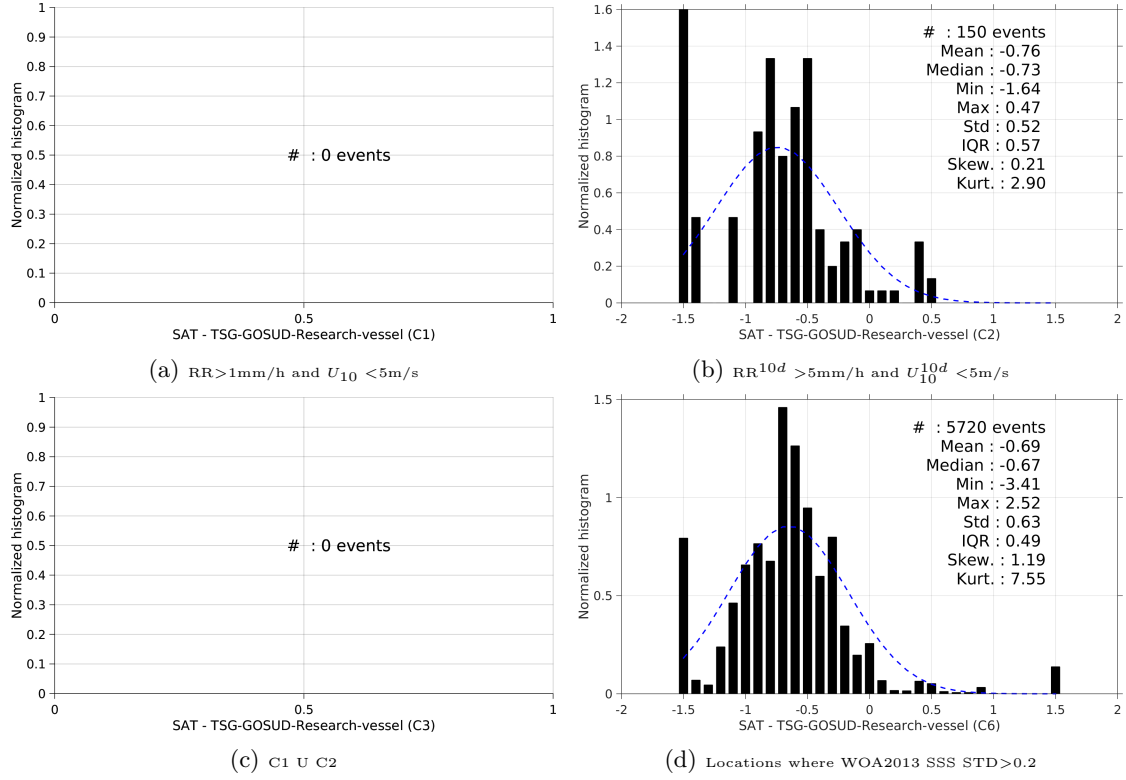 1
0.9
0.8
0.7
0.6
0.5
0.4
0.3
0.2
0.1
0
Normalized histogram
# : 0 events
0 0.5 1
SAT - TSG-GOSUD-Research-vessel (C1)
(a) RR>1mm/h and U10 <5m/s
1.6
1.4
1.2
1
0.8
0.6
0.4
0.2
0
Normalized histogram
# : 150 events
Mean : -0.76
Median : -0.73
Min : -1.64
Max : 0.47
Std : 0.52
IQR : 0.57
Skew. : 0.21
Kurt. : 2.90
-2 -1.5 -1 -0.5 0 0.5 1 1.5 2
SAT - TSG-GOSUD-Research-vessel (C2)
(b) RR10d >5mm/h and U10d10 <5m/s
1
0.9
0.8
0.7
0.6
0.5
0.4
0.3
0.2
0.1
0
Normalized histogram
# : 0 events
0 0.5 1
SAT - TSG-GOSUD-Research-vessel (C3)
(c) C1 U C2
1.5
1
0.5
0
Normalized histogram
# : 5720 events
Mean : -0.69
Median : -0.67
Min : -3.41
Max : 2.52
Std : 0.63
IQR : 0.49
Skew. : 1.19
Kurt. : 7.55
-2 -1.5 -1 -0.5 0 0.5 1 1.5 2
SAT - TSG-GOSUD-Research-vessel (C6)
(d) Locations where WOA2013 SSS STD>0.2